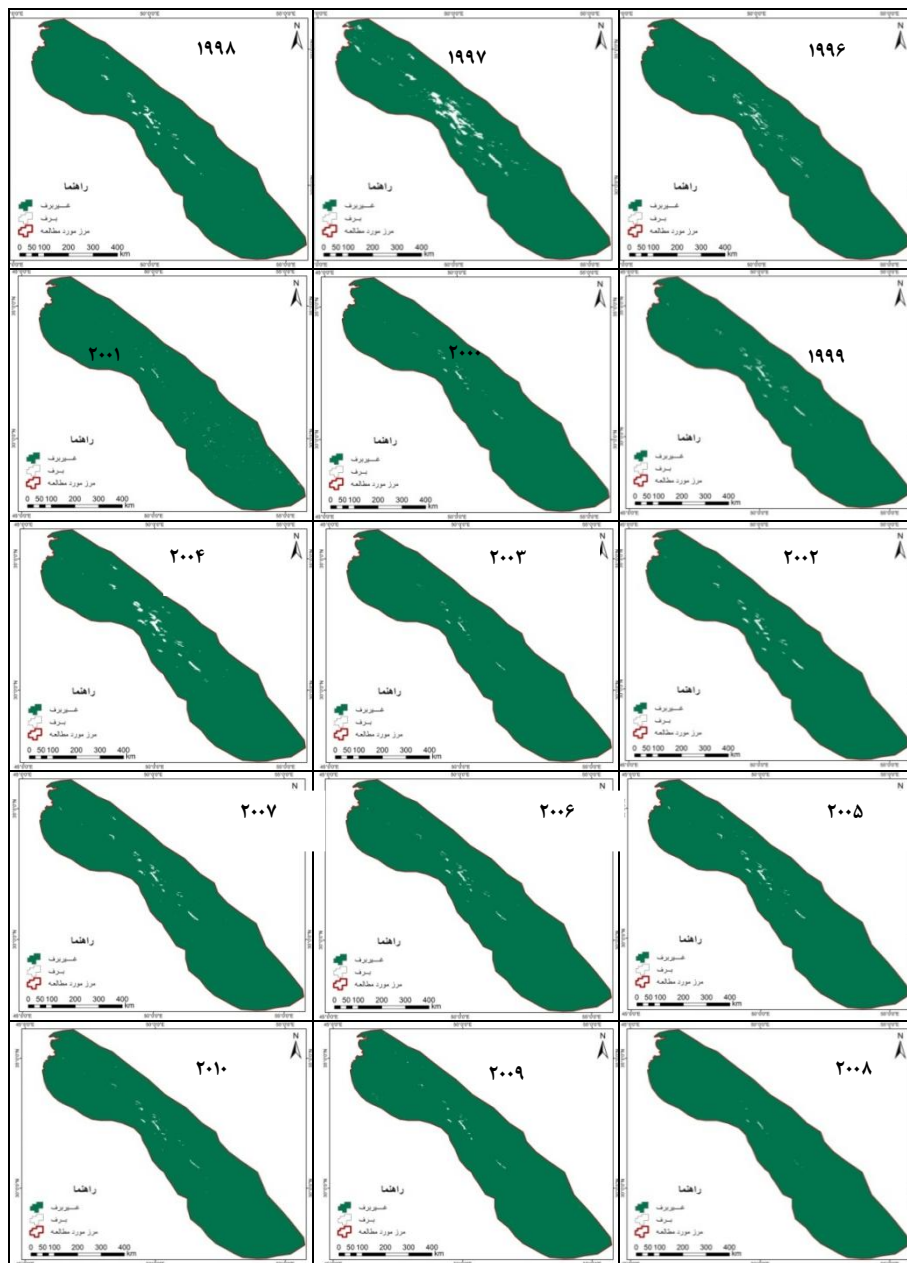 ۱۹۹۶
N
راهنما
غیربرف
برف
مرز مورد مطالعه
0 50 100 200 300 400
km
۱۹۹۷
N
راهنما
غیربرف
برف
مرز مورد مطالعه
0 50 100 200 300 400
km
۱۹۹۸
N
راهنما
غیربرف
برف
مرز مورد مطالعه
0 50 100 200 300 400
km
۱۹۹۹
N
راهنما
غیربرف
برف
مرز مورد مطالعه
0 50 100 200 300 400
km
۲۰۰۰
N
راهنما
غیربرف
برف
مرز مورد مطالعه
0 50 100 200 300 400
km
۲۰۰۱
N
راهنما
غیربرف
برف
مرز مورد مطالعه
0 50 100 200 300 400
km
۲۰۰۲
N
راهنما
غیربرف
برف
مرز مورد مطالعه
0 50 100 200 300 400
km
۲۰۰۳
N
راهنما
غیربرف
برف
مرز مورد مطالعه
0 50 100 200 300 400
km
۲۰۰۴
N
راهنما
غیربرف
برف
مرز مورد مطالعه
0 50 100 200 300 400
km
۲۰۰۵
N
راهنما
غیربرف
برف
مرز مورد مطالعه
0 50 100 200 300 400
km
۲۰۰۶
راهنما
غیربرف
برف
مرز مورد مطالعه
0 50 100 200 300 400
km
۲۰۰۷
N
راهنما
غیربرف
برف
مرز مورد مطالعه
0 50 100 200 300 400
km
۲۰۰۸
N
راهنما
غیربرف
برف
مرز مورد مطالعه
0 50 100 200 300 400
km
۲۰۰۹
N
راهنما
غیربرف
برف
مرز مورد مطالعه
0 50 100 200 300 400
km
۲۰۱۰
N
راهنما
غیربرف
برف
مرز مورد مطالعه
0 50 100 200 300 400
km